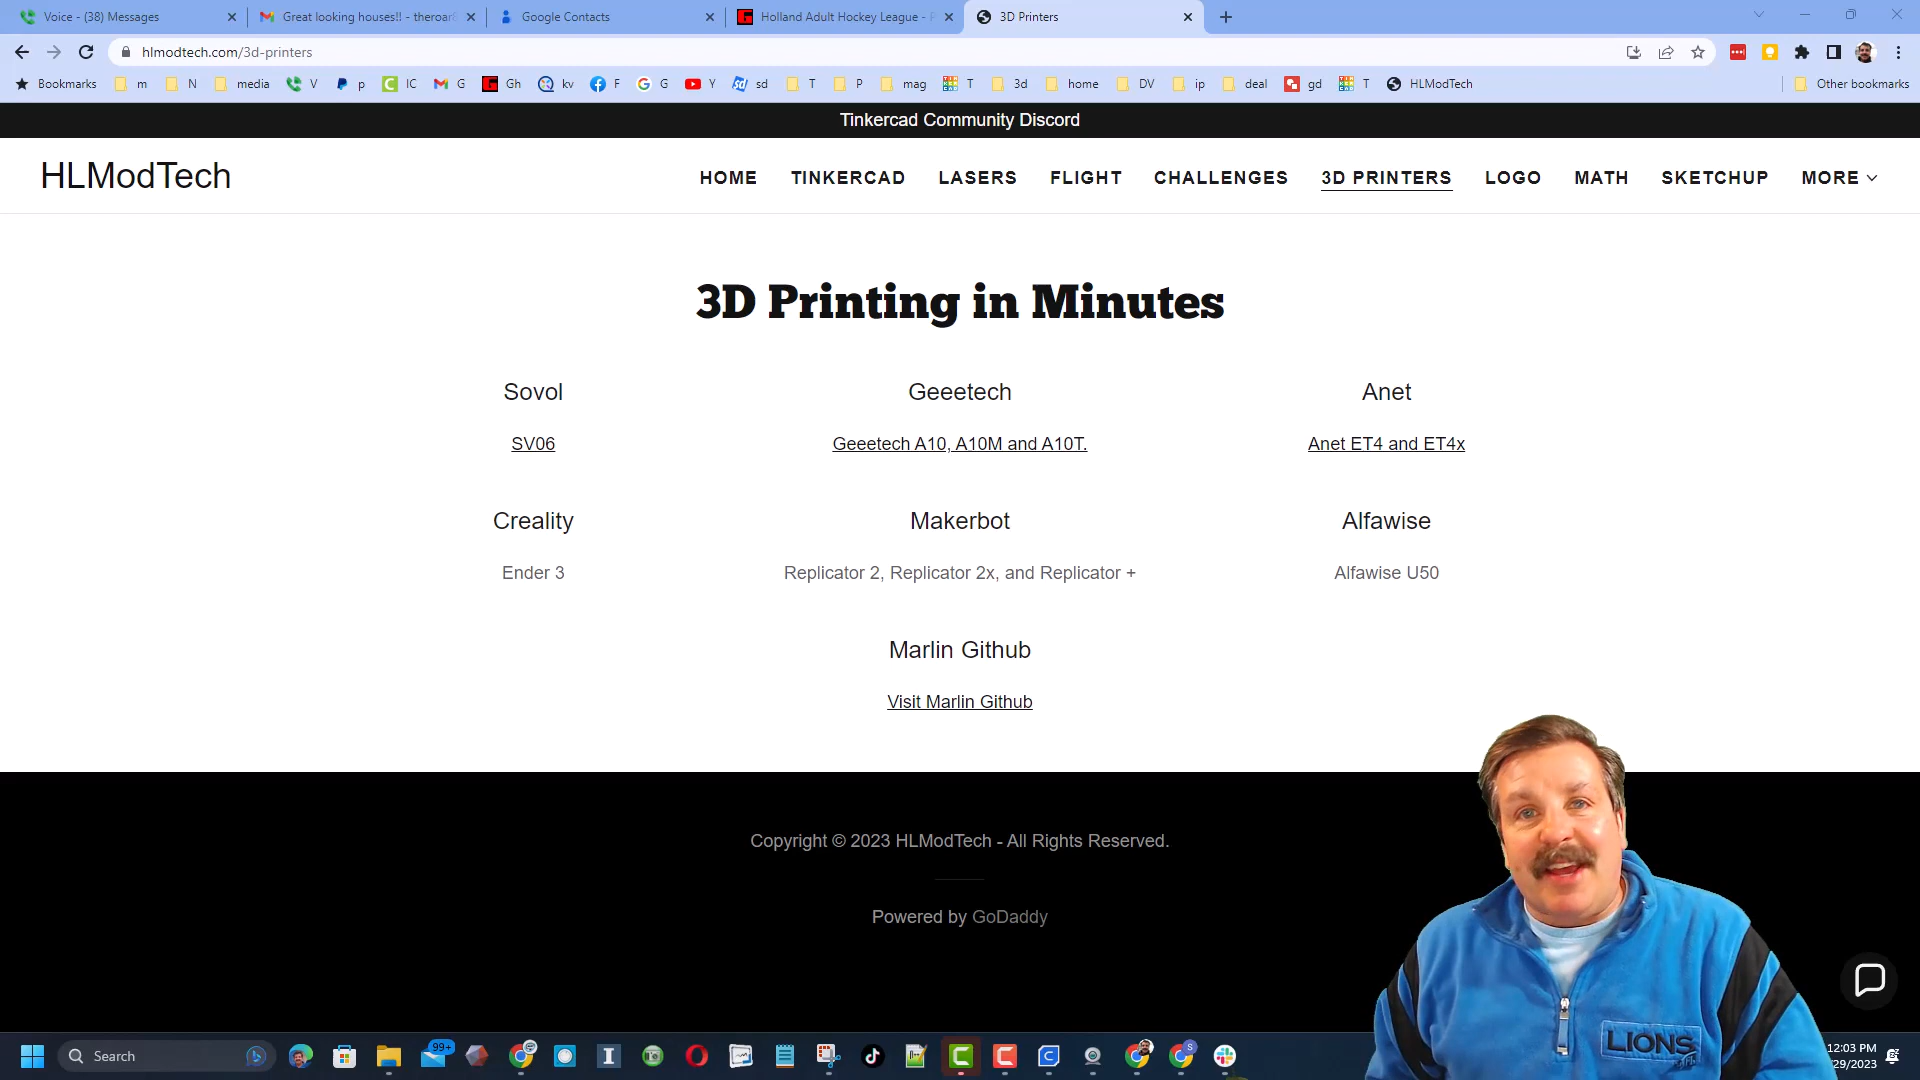 Voice - (38) Messages
Great looking houses!! - theroar8
Google Contacts
Holland Adult Hockey League -
3D Printers
hlmodtech.com/3d-printers
Bookmarks m N media V p IC G Gh kv F G Y sd T P mag T 3d home DV ip deal gd T HLModTech Other bookmarks
Tinkercad Community Discord
HLModTech
HOME TINKERCAD LASERS FLIGHT CHALLENGES 3D PRINTERS LOGO MATH SKETCHUP MORE
3D Printing in Minutes
Sovol
SV06
Geeetech
Geeetech A10, A10M and A10T.
Anet
Anet ET4 and ET4x
Creality
Ender 3
Makerbot
Replicator 2, Replicator 2x, and Replicator +
Alfawise
Alfawise U50
Marlin Github
Visit Marlin Github
Copyright © 2023 HLModTech - All Rights Reserved.
Powered by GoDaddy
LIONS
Search
99+
12:03 PM
/29/2023